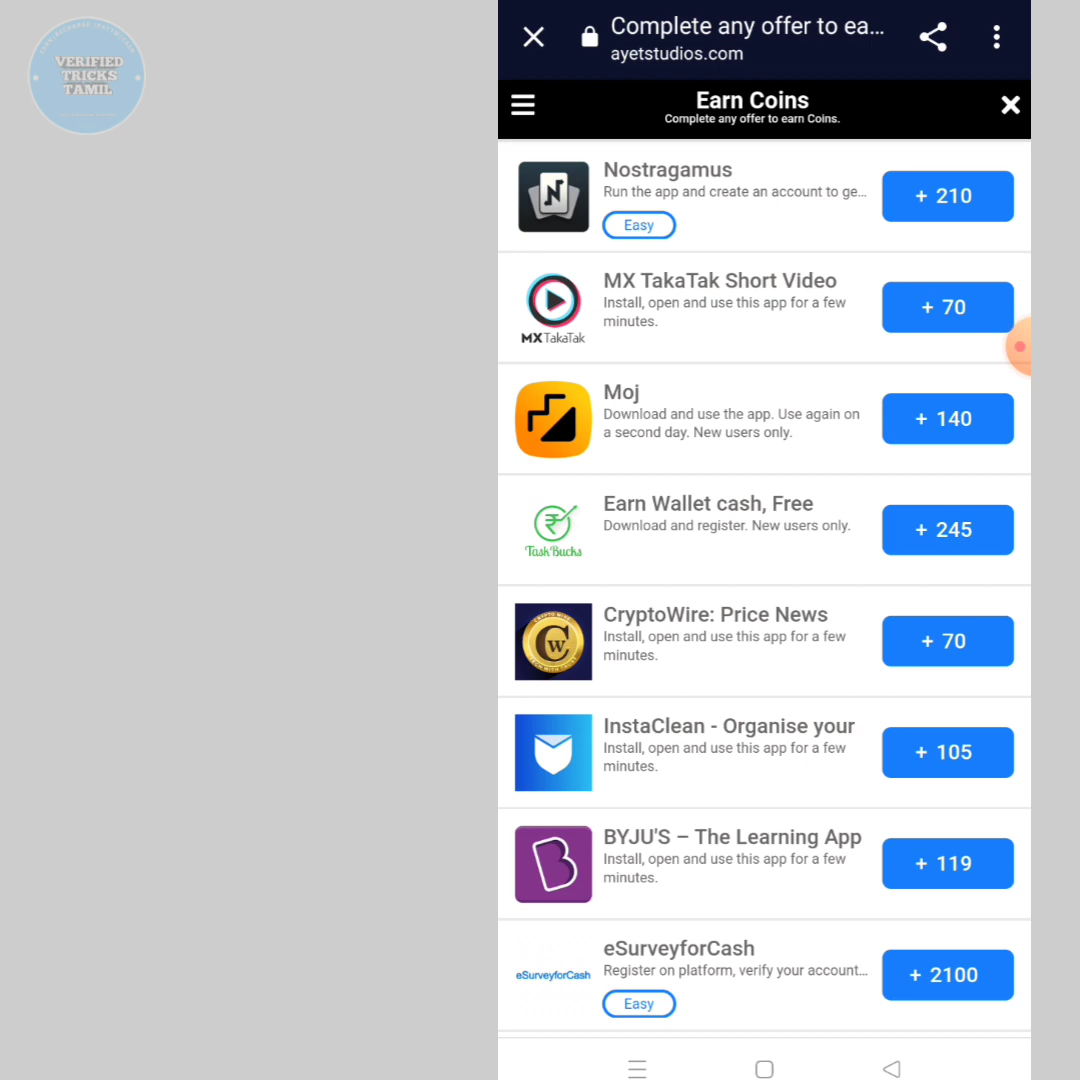 VERIFIED
TRICKS
TAMIL
Complete any offer to ea...
ayetstudios.com
Earn Coins
Complete any offer to earn Coins.
Nostragamus
Run the app and create an account to ge...
Easy
+ 210
MX TakaTak Short Video
Install, open and use this app for a few
minutes.
MXTakaTak
+ 70
Moj
Download and use the app. Use again on
a second day. New users only.
+ 140
Earn Wallet cash, Free
Download and register. New users only.
TaskBucks
+ 245
CryptoWire: Price News
Install, open and use this app for a few
minutes.
CW
+ 70
InstaClean - Organise your
Install, open and use this app for a few
minutes.
+ 105
BYJU'S – The Learning App
Install, open and use this app for a few
minutes.
B
+ 119
eSurveyforCash
Register on platform, verify your account...
eSurveyforCash
Easy
+ 2100